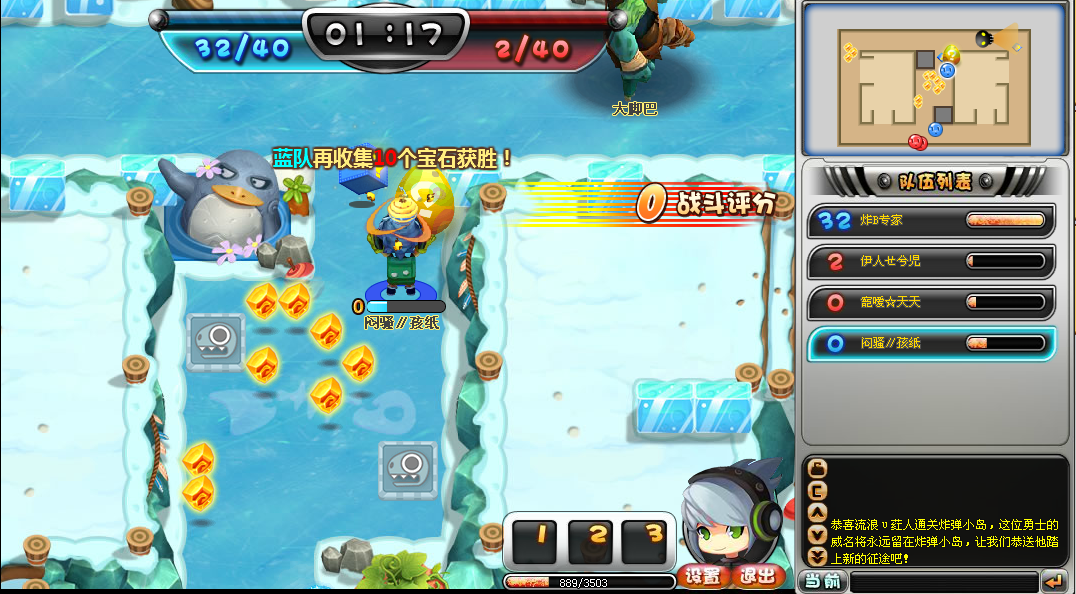 32/40
01:17
2/40
大脚巴
蓝队再收集10个宝石获胜！
0 战斗评分
0
闷骚∥孩纸
1 2 3
889/3503
设置 退出
队伍列表
32 炸B专家
2 伊人ㄝ兮児
0 寵嗳☆天天
0 闷骚∥孩纸
恭喜流浪υ荭人通关炸弹小岛，这位勇士的
威名将永远留在炸弹小岛，让我们恭送他踏
上新的征途吧！
当前